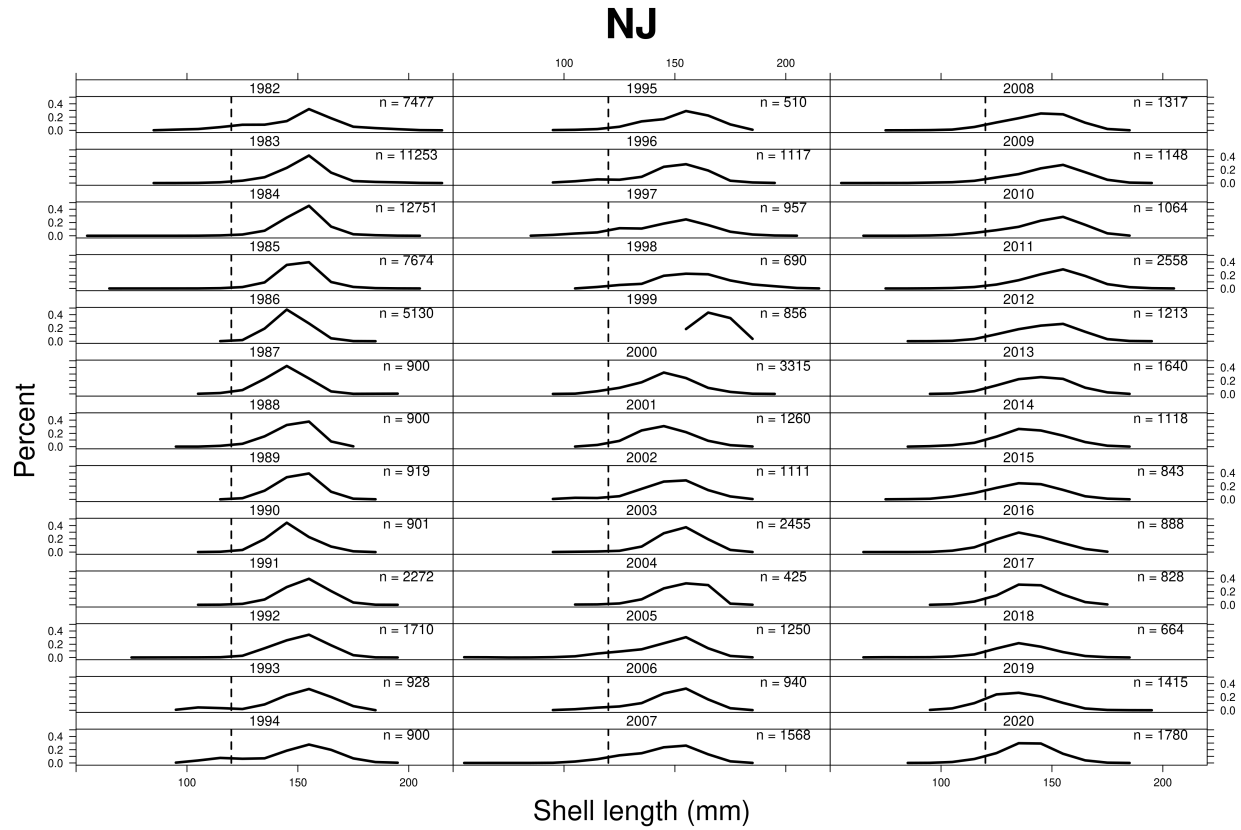 NJ
100 150 200
1982 1995 2008
0.4 n = 7477 n = 510 n = 1317
0.2
0.0
1983 1996 2009
n = 11253 n = 1117 n = 1148 0.4
0.2
0.0
1984 1997 2010
0.4 n = 12751 n = 957 n = 1064
0.2
0.0
1985 1998 2011
n = 7674 n = 690 n = 2558 0.4
0.2
0.0
1986 1999 2012
0.4 n = 5130 n = 856 n = 1213
0.2
0.0
1987 2000 2013
n = 900 n = 3315 n = 1640 0.4
0.2
0.0
1988 2001 2014
0.4 n = 900 n = 1260 n = 1118
0.2
0.0
1989 2002 2015
n = 919 n = 1111 n = 843 0.4
0.2
0.0
1990 2003 2016
0.4 n = 901 n = 2455 n = 888
0.2
0.0
1991 2004 2017
n = 2272 n = 425 n = 828 0.4
0.2
0.0
1992 2005 2018
0.4 n = 1710 n = 1250 n = 664
0.2
0.0
1993 2006 2019
n = 928 n = 940 n = 1415 0.4
0.2
0.0
1994 2007 2020
0.4 n = 900 n = 1568 n = 1780
0.2
0.0
100 150 200 100 150 200
Percent
Shell length (mm)